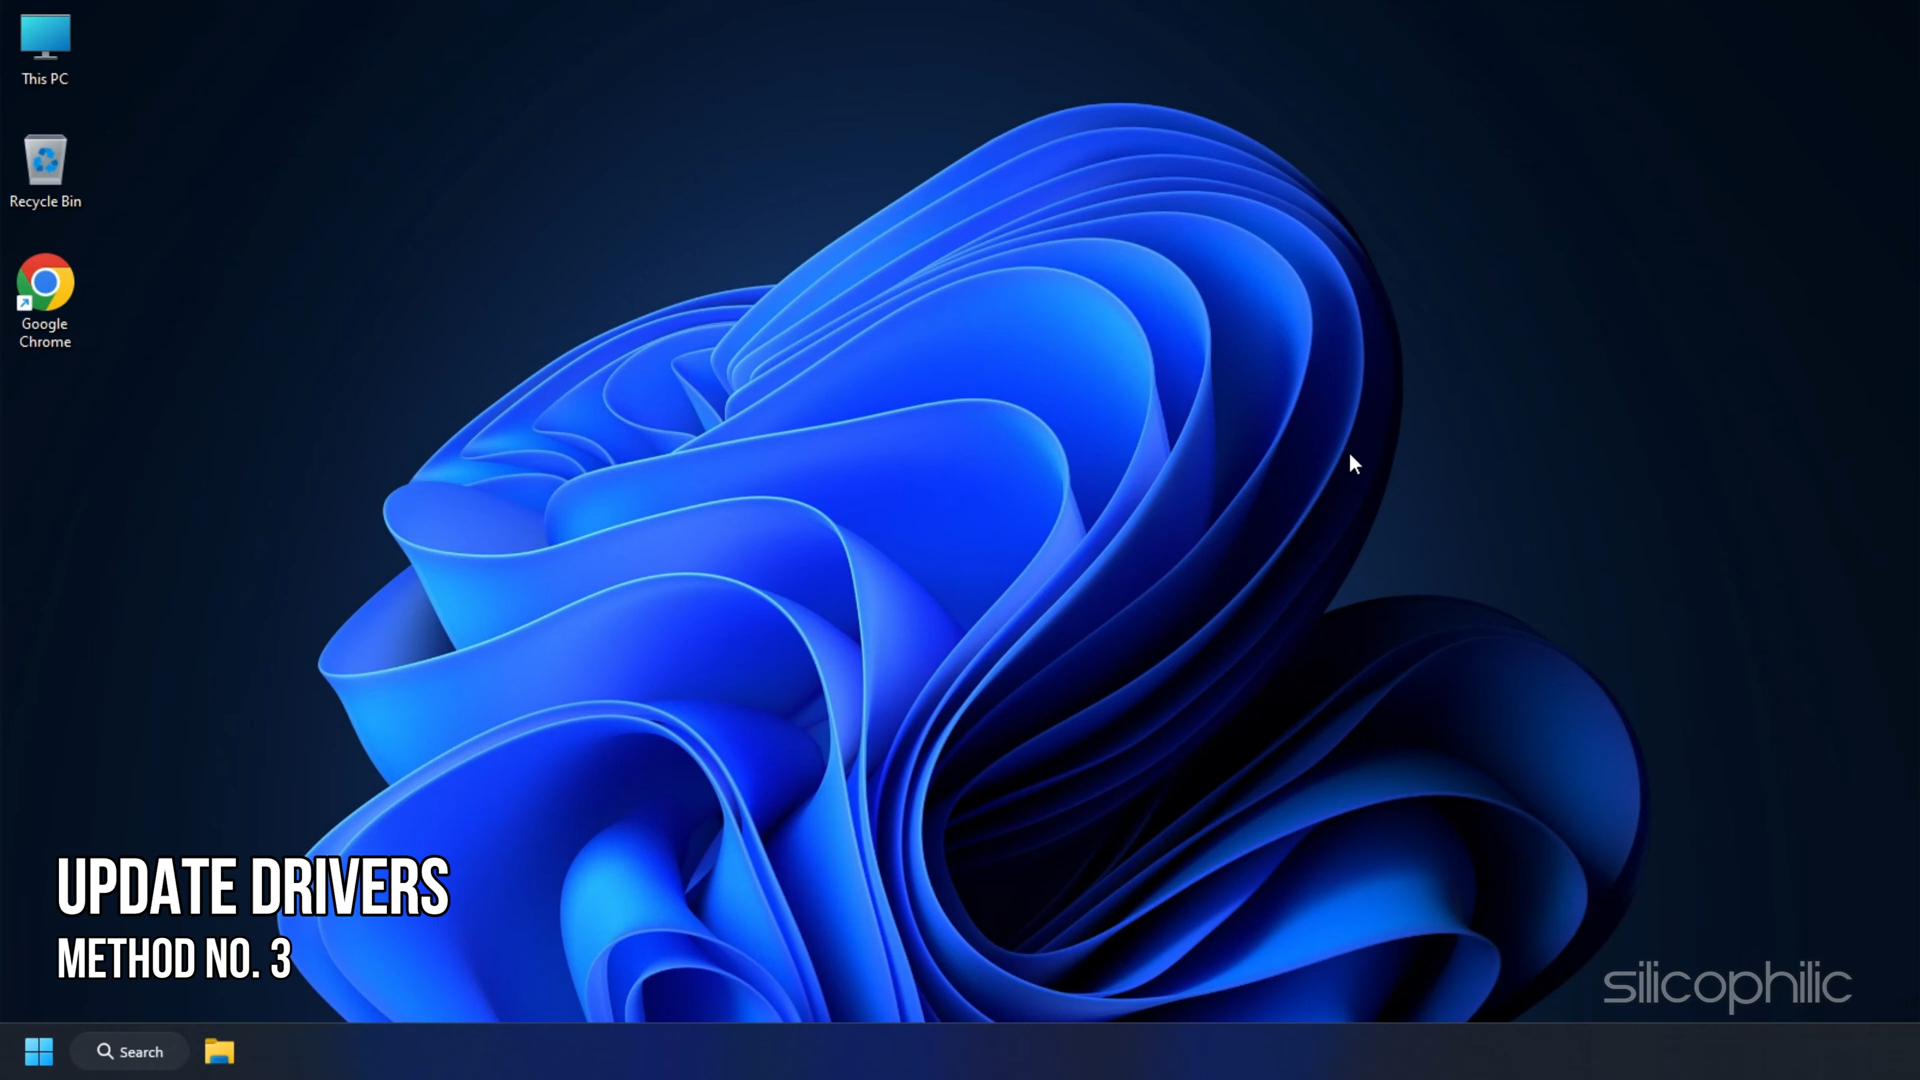 This PC
Recycle Bin
Google
Chrome
UPDATE DRIVERS
METHOD NO. 3
silicophilic
Search